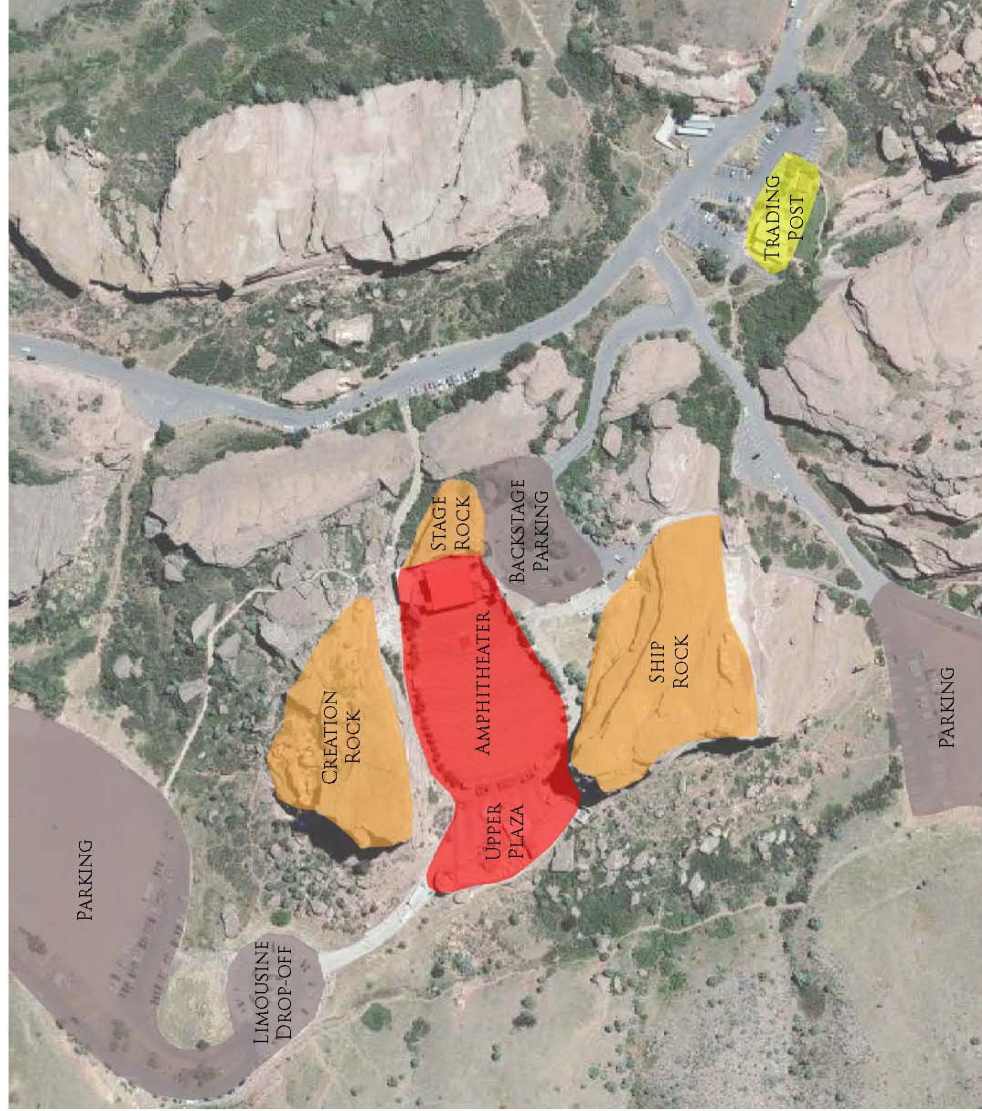 PARKING
LIMOUSINE
DROP-OFF
CREATION
ROCK
UPPER
PLAZA
AMPHITHEATER
STAGE
ROCK
BACKSTAGE
PARKING
SHIP
ROCK
PARKING
TRADING
POST